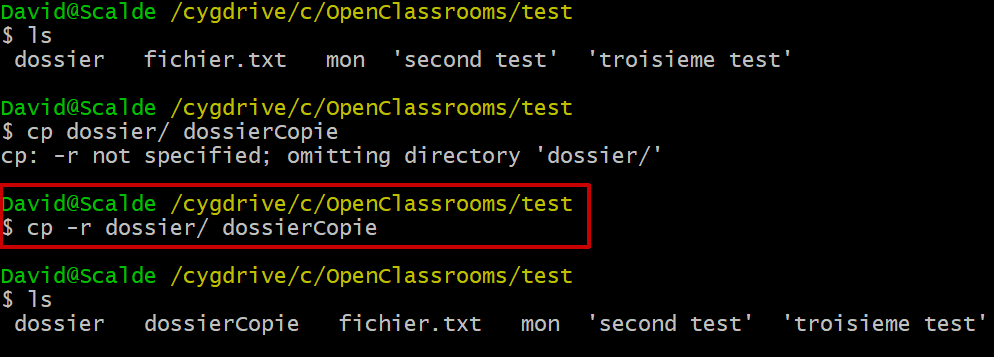 David@Scalde /cygdrive/c/OpenClassrooms/test
$ ls
dossier   fichier.txt   mon  'second test'  'troisieme test'
David@Scalde /cygdrive/c/OpenClassrooms/test
$ cp dossier/ dossierCopie
cp: -r not specified; omitting directory 'dossier/'
David@Scalde /cygdrive/c/OpenClassrooms/test
$ cp -r dossier/ dossierCopie
David@Scalde /cygdrive/c/OpenClassrooms/test
$ ls
dossier   dossierCopie   fichier.txt   mon  'second test'  'troisieme test'